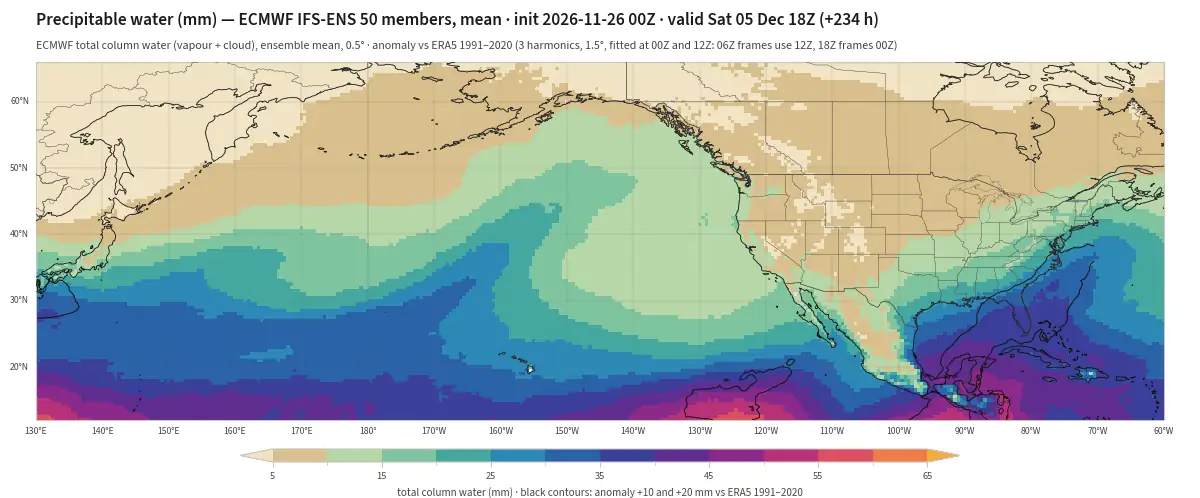 Precipitable water (mm) — ECMWF IFS-ENS 50 members, mean · init 2026-11-26 00Z · valid Sat 05 Dec 18Z (+234 h)
ECMWF total column water (vapour + cloud), ensemble mean, 0.5° · anomaly vs ERA5 1991–2020 (3 harmonics, 1.5°, fitted at 00Z and 12Z: 06Z frames use 12Z, 18Z frames 00Z)
60°N
50°N
40°N
30°N
20°N
130°E 140°E 150°E 160°E 170°E 180° 170°W 160°W 150°W 140°W 130°W 120°W 110°W 100°W 90°W 80°W 70°W 60°W
5 15 25 35 45 55 65
total column water (mm) · black contours: anomaly +10 and +20 mm vs ERA5 1991–2020